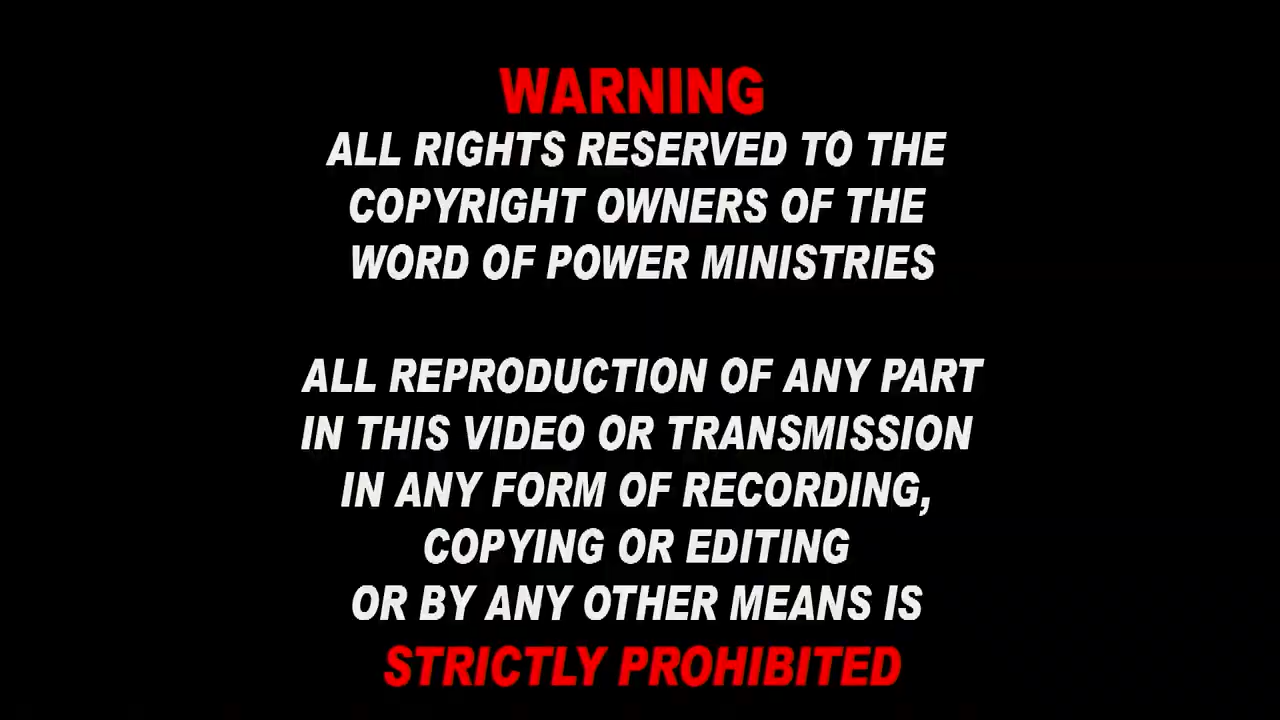 WARNING
ALL RIGHTS RESERVED TO THE
COPYRIGHT OWNERS OF THE
WORD OF POWER MINISTRIES
ALL REPRODUCTION OF ANY PART
IN THIS VIDEO OR TRANSMISSION
IN ANY FORM OF RECORDING,
COPYING OR EDITING
OR BY ANY OTHER MEANS IS
STRICTLY PROHIBITED